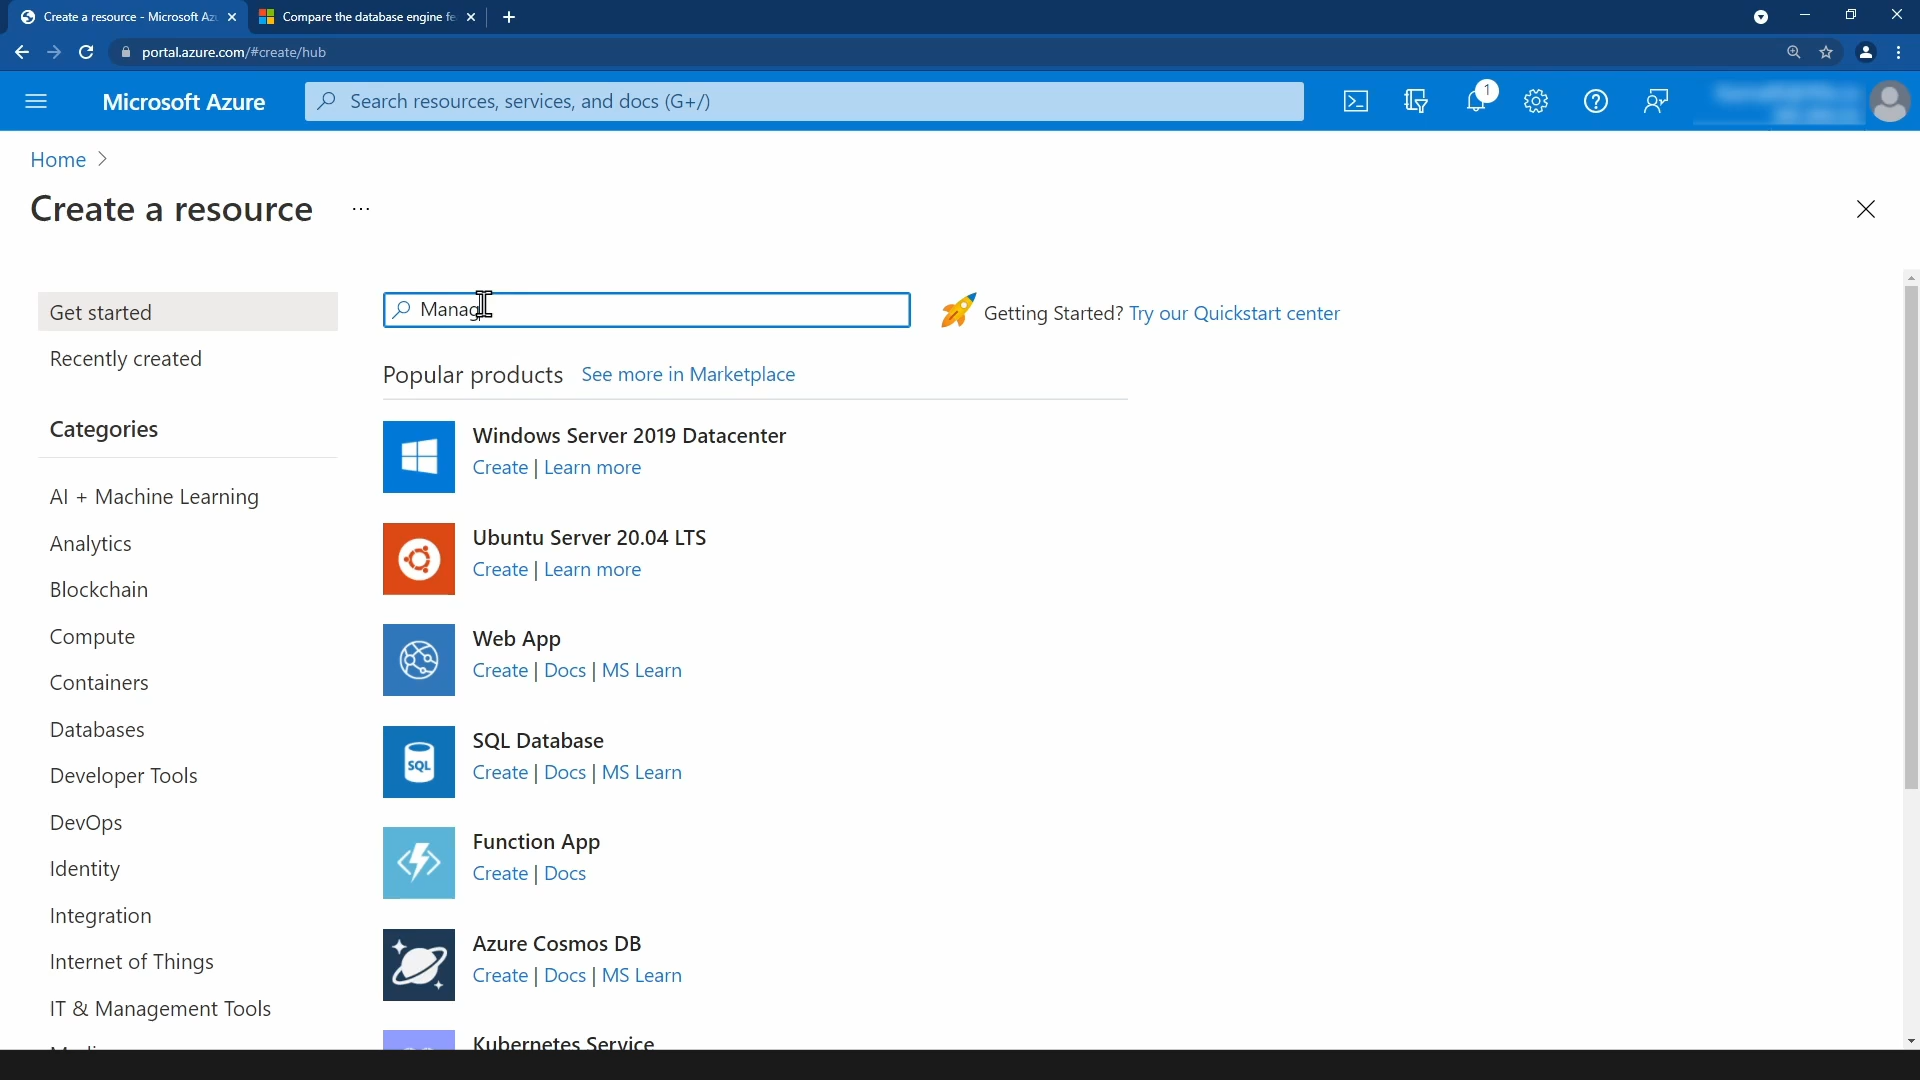 Create a resource - Microsoft Az
Compare the database engine fe
portal.azure.com/#create/hub
Microsoft Azure
Search resources, services, and docs (G+/)
1
Home
Create a resource
...
Get started
Recently created
Categories
AI + Machine Learning
Analytics
Blockchain
Compute
Containers
Databases
Developer Tools
DevOps
Identity
Integration
Internet of Things
IT & Management Tools
Manag
Getting Started? Try our Quickstart center
Popular products See more in Marketplace
Windows Server 2019 Datacenter
Create | Learn more
Ubuntu Server 20.04 LTS
Create | Learn more
Web App
Create | Docs | MS Learn
SQL
SQL Database
Create | Docs | MS Learn
Function App
Create | Docs
Azure Cosmos DB
Create | Docs | MS Learn
Kubernetes Service